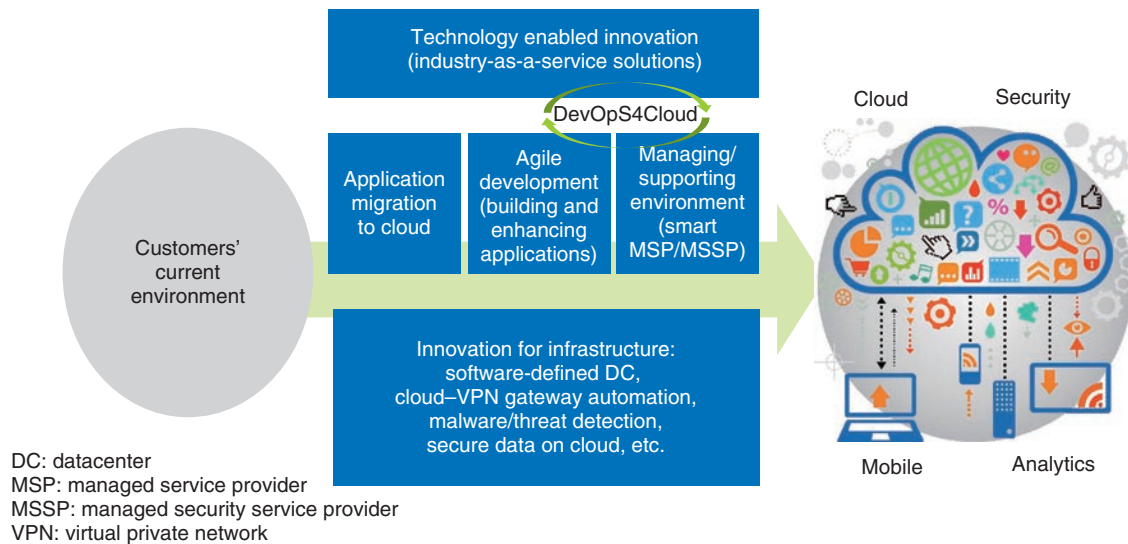 Technology enabled innovation
(industry-as-a-service solutions)
DevOpS4Cloud
Cloud
Security
Customers’
current
environment
Application
migration
to cloud
Agile
development
(building and
enhancing
applications)
Managing/
supporting
environment
(smart
MSP/MSSP)
Innovation for infrastructure:
software-defined DC,
cloud–VPN gateway automation,
malware/threat detection,
secure data on cloud, etc.
Mobile
Analytics
DC: datacenter
MSP: managed service provider
MSSP: managed security service provider
VPN: virtual private network